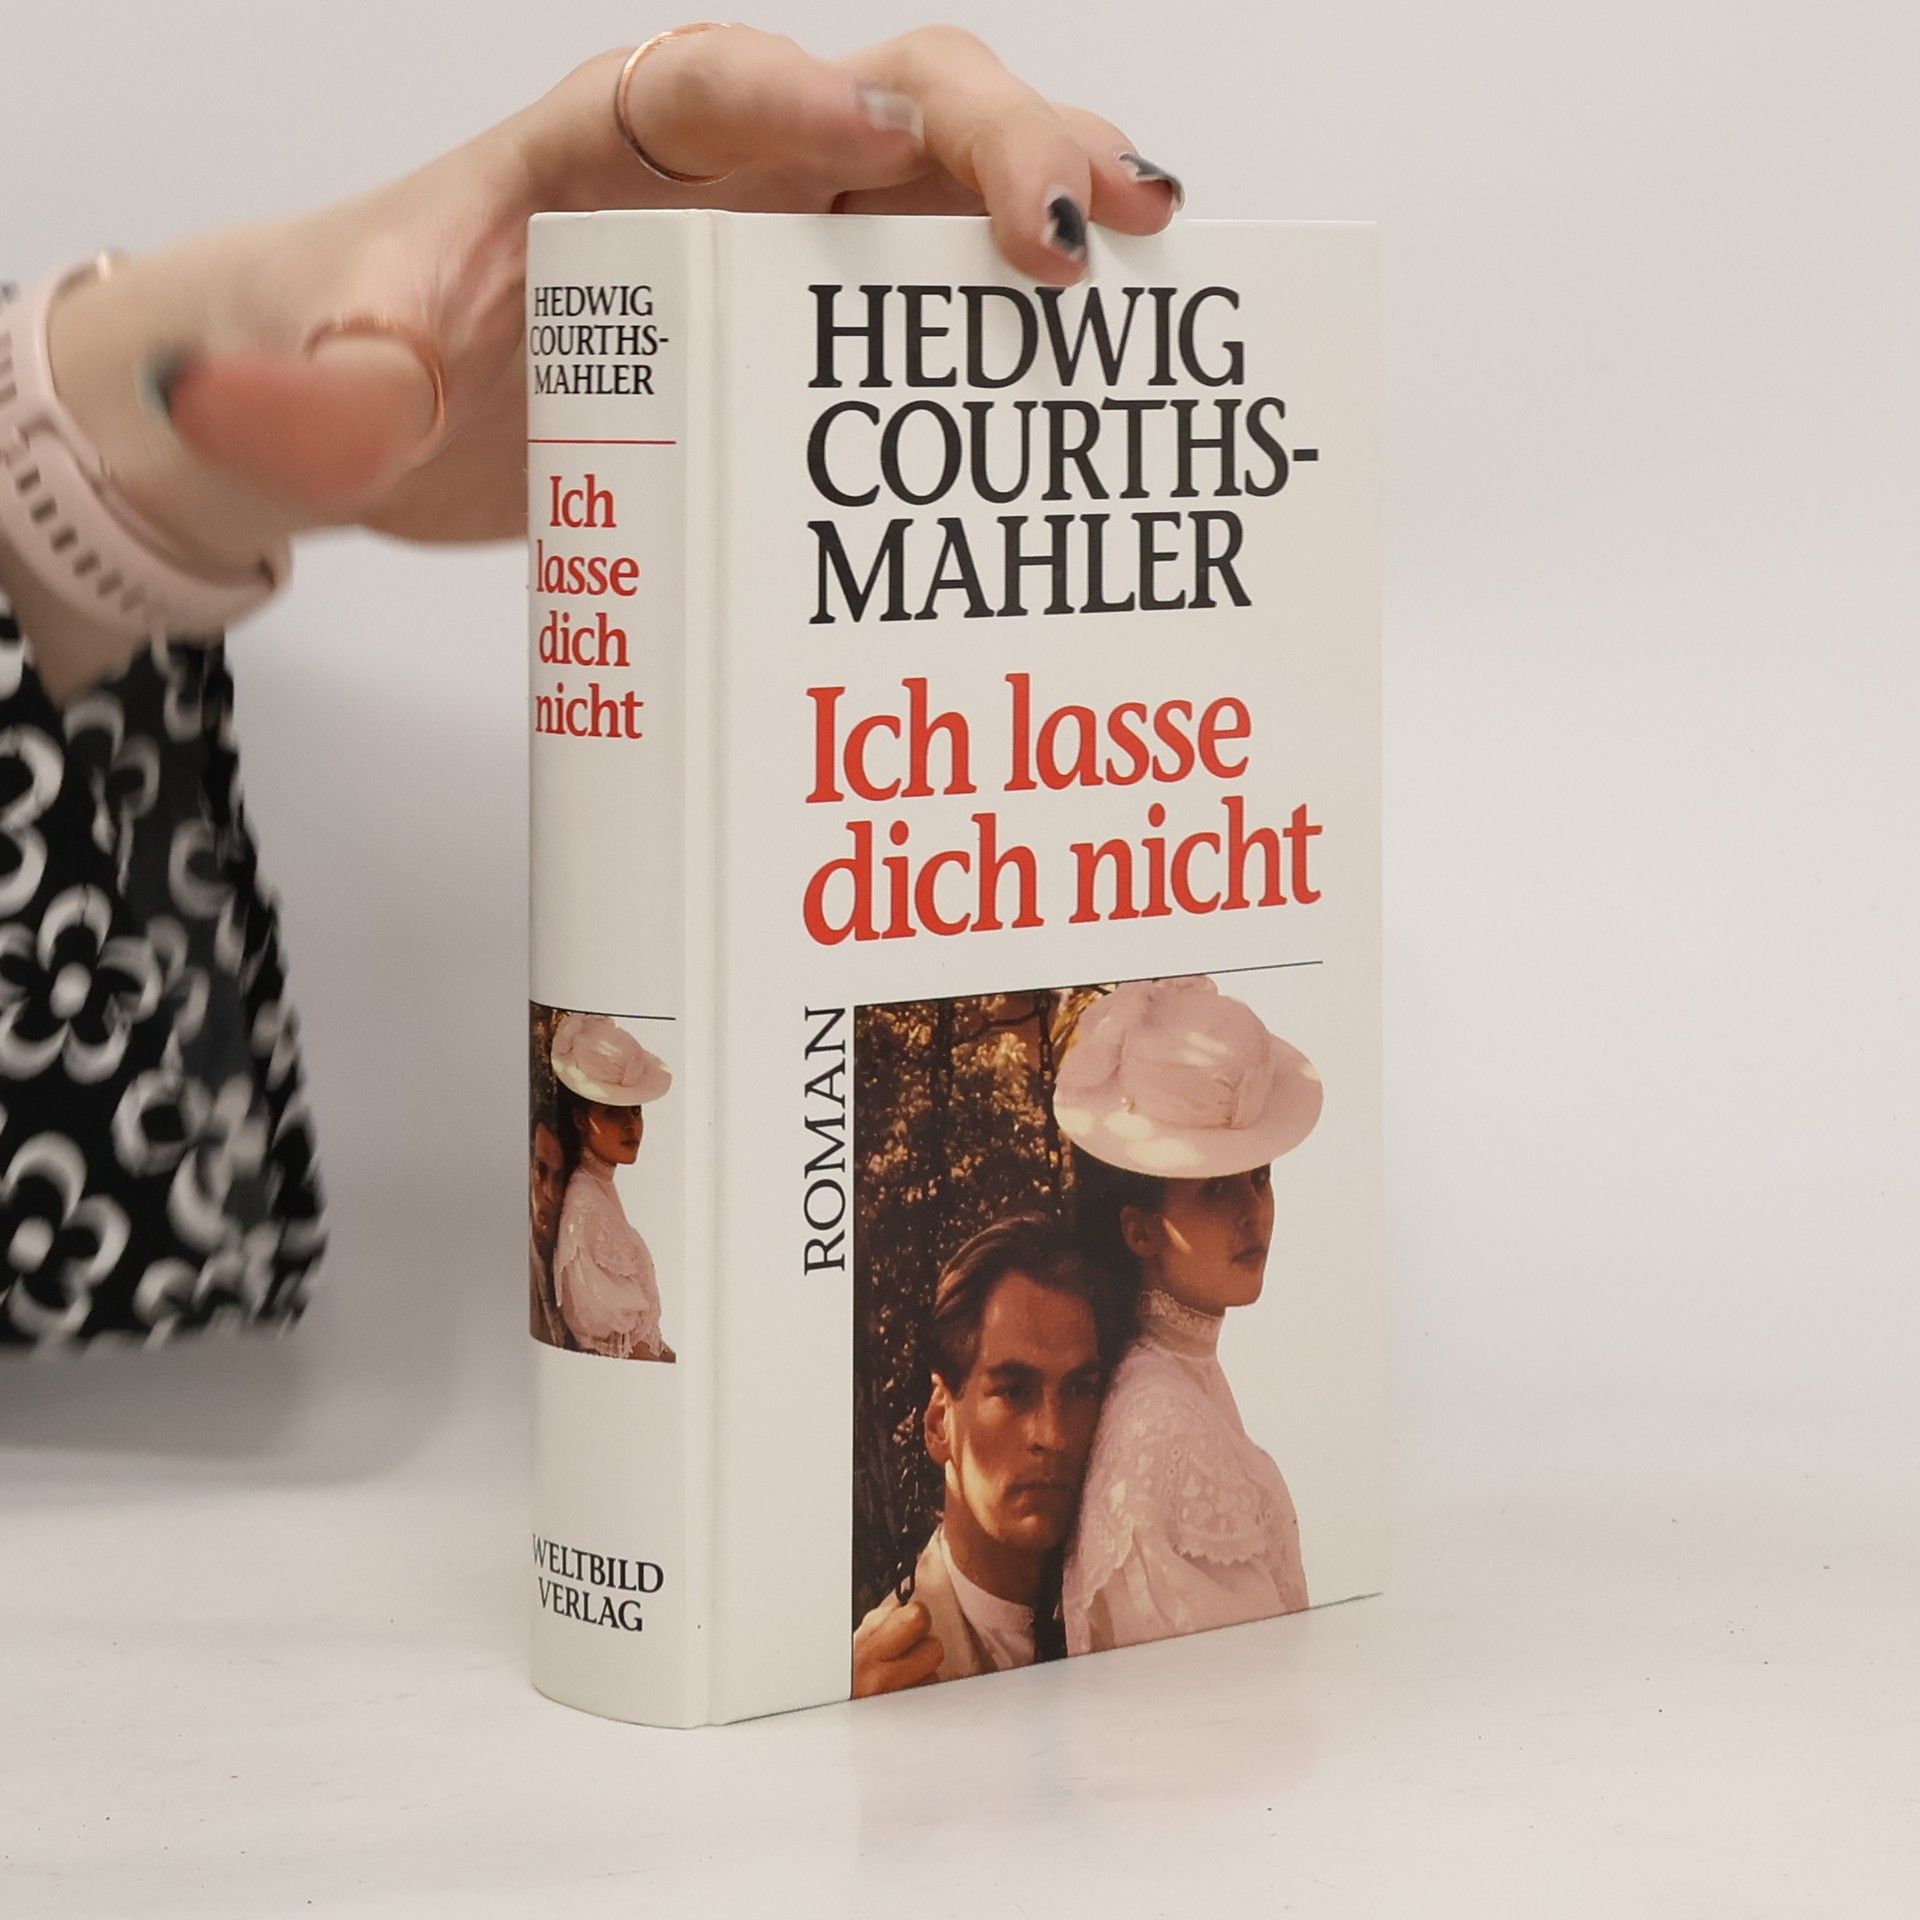 HEDWIG
COURTHS-
MAHLER
Ich
lasse
dich
nicht
WELTBILD
VERLAG
HEDWIG
COURTHS-
MAHLER
Ich lasse
dich nicht
ROMAN